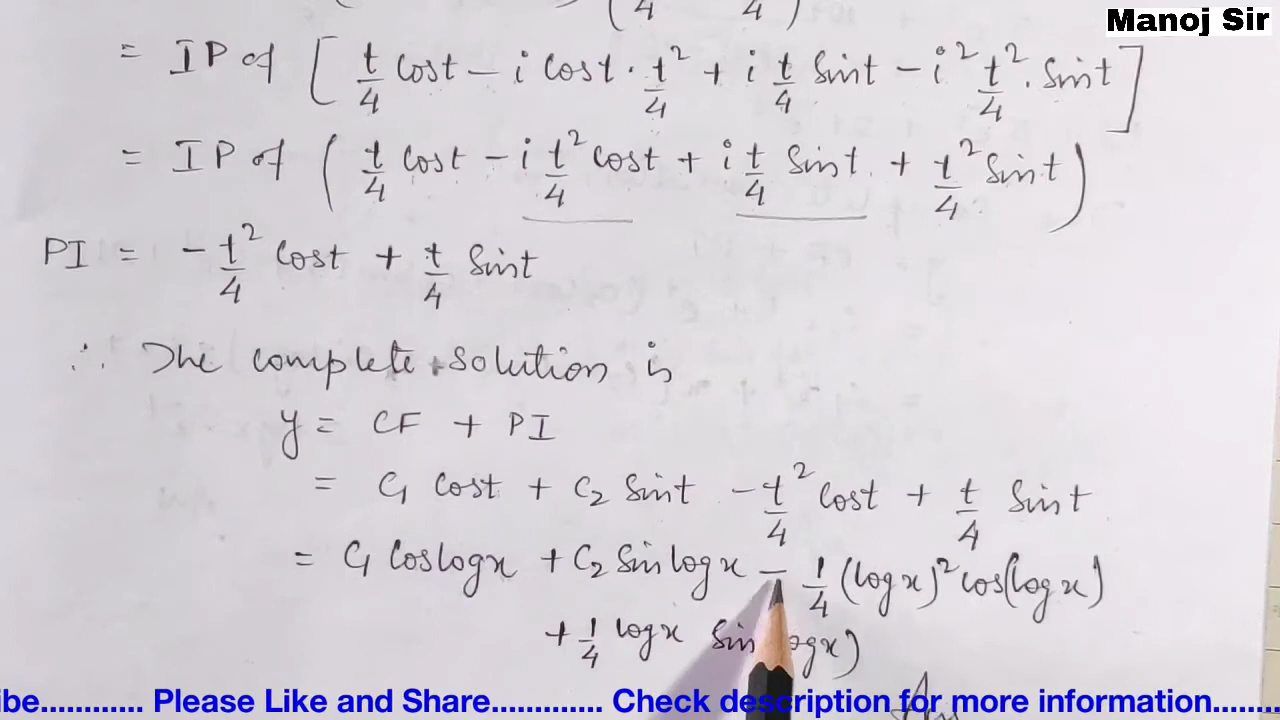 Manoj Sir
(4 4)
= IP of [t/4 Cost - i Cost · t²/4 + i t/4 Sint - i² t²/4 · Sint]
= IP of (t/4 Cost - i t²/4 Cost + i t/4 Sint + t²/4 Sint)
PI = - t²/4 Cost + t/4 Sint
∴ The complete solution is
y = CF + PI
= C₁ Cost + C₂ Sint - t²/4 Cost + t/4 Sint
= C₁ Coslogx + C₂ Sinlogx - 1/4 (logx)² cos(logx)
+ 1/4 logx Sin logx)
ibe............ Please Like and Share............. Check description for more information........